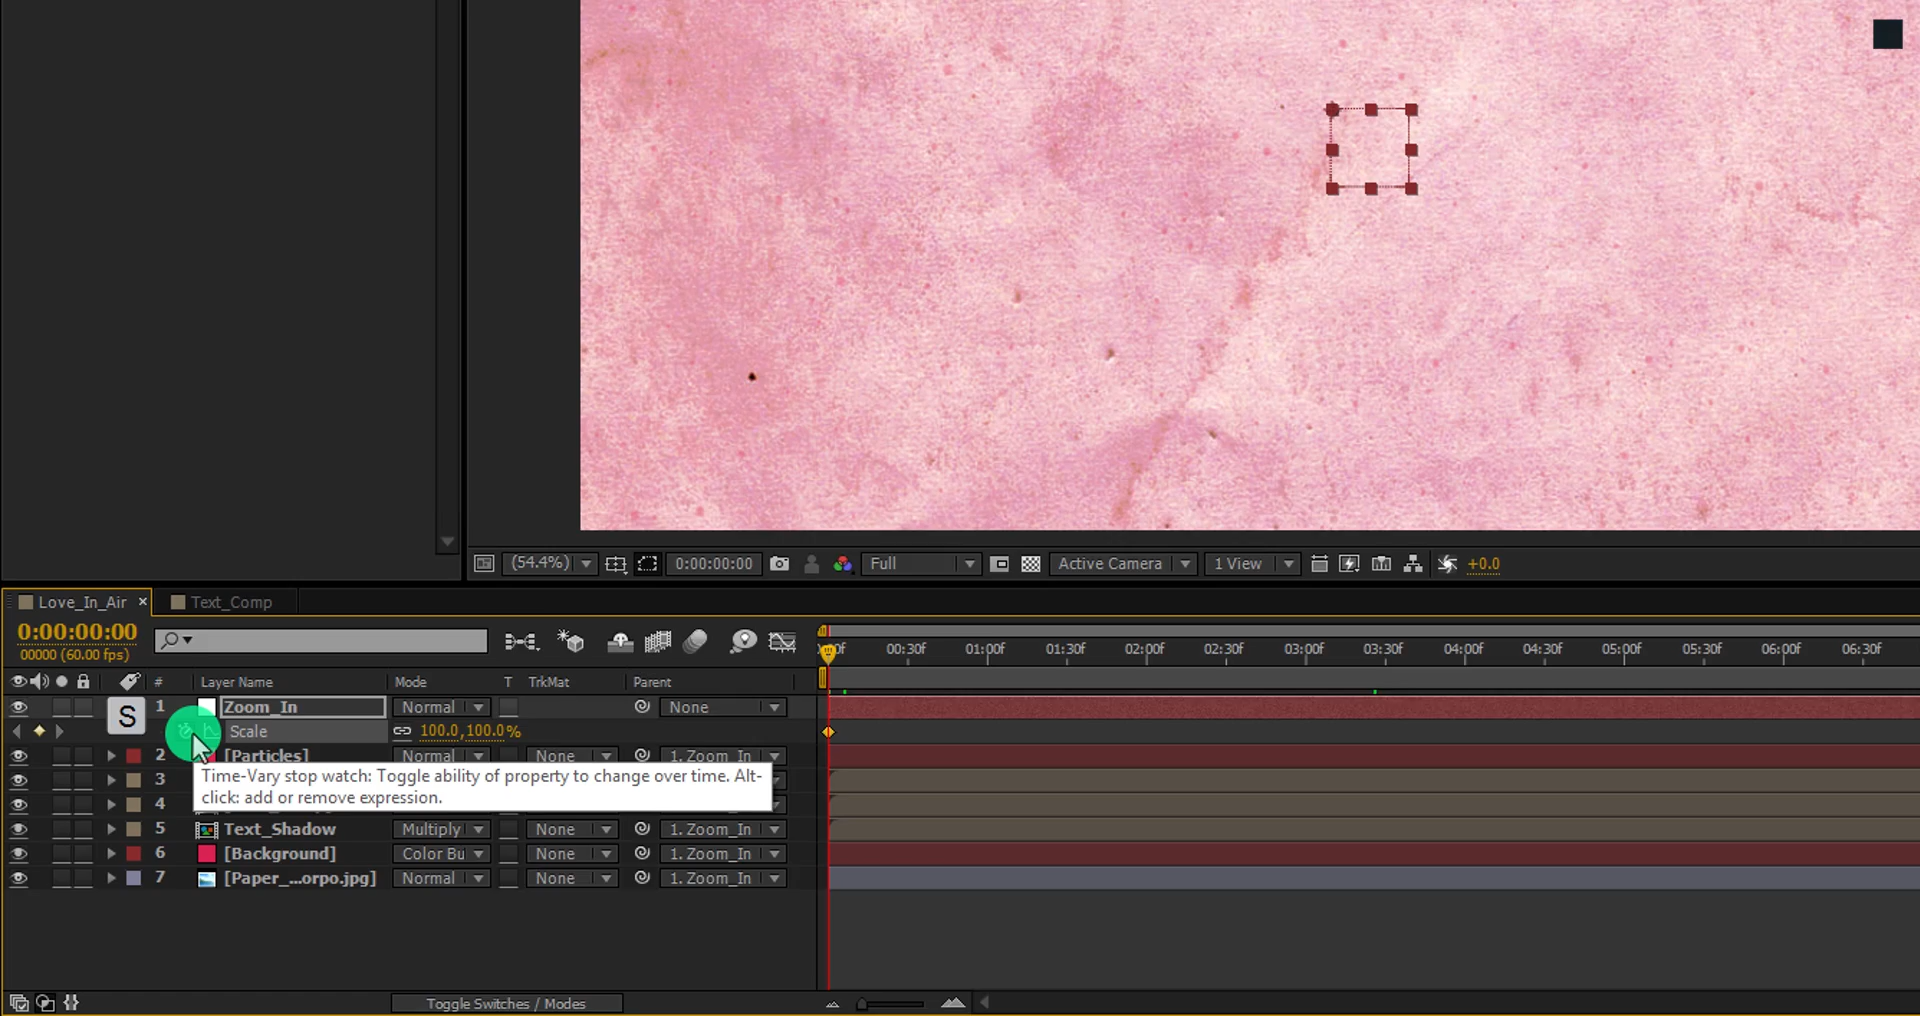 (54.4%)
0:00:00:00
Full
Active Camera
1 View
+0.0
Love_In_Air ×
Text_Comp
0:00:00:00
00000 (60.00 fps)
00:30f
01:00f
01:30f
02:00f
02:30f
03:00f
03:30f
04:00f
04:30f
05:00f
05:30f
06:00f
06:30f
#
Layer Name
Mode
T
TrkMat
Parent
S
1
Zoom_In
Normal
None
Scale
100.0,100.0%
2
[Particles]
Normal
None
1. Zoom_In
Time-Vary stop watch: Toggle ability of property to change over time. Alt-
click: add or remove expression.
3
4
5
Text_Shadow
Multiply
None
1. Zoom_In
6
[Background]
Color Bu
None
1. Zoom_In
7
[Paper_...orpo.jpg]
Normal
None
1. Zoom_In
Toggle Switches / Modes